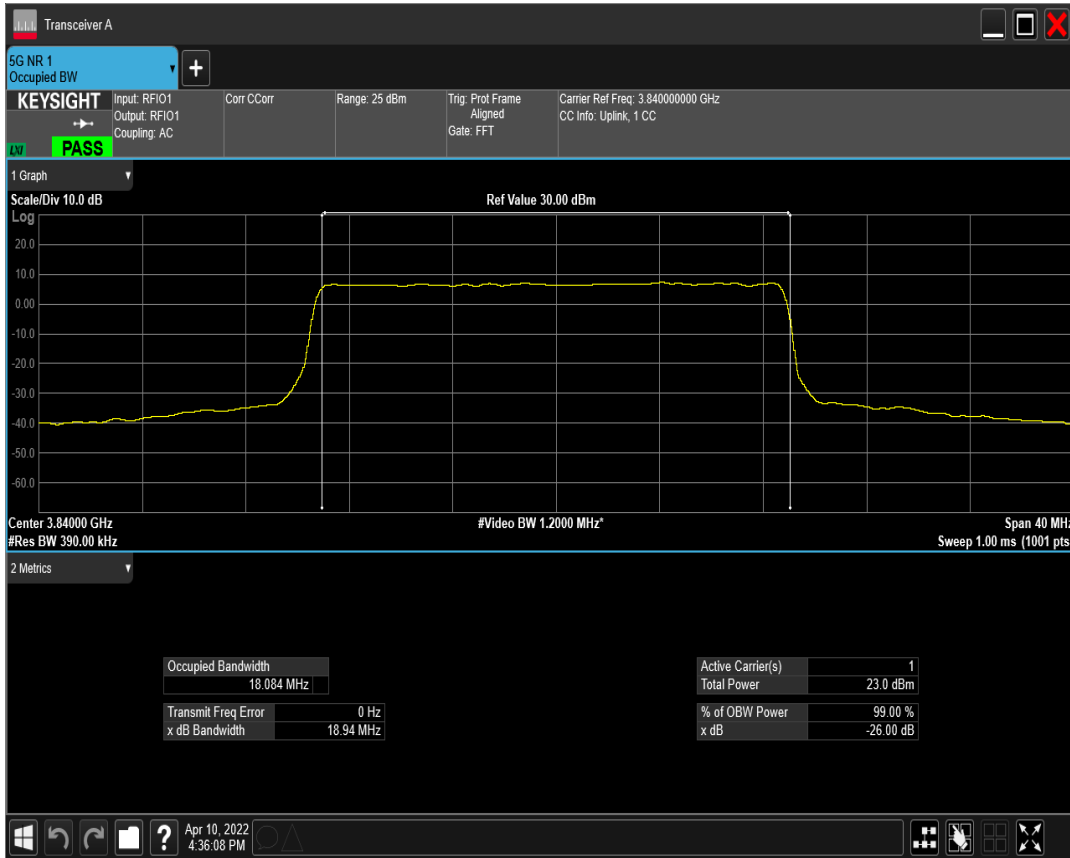 Transceiver A
5G NR 1
Occupied BW
+
KEYSIGHT
LXI
PASS
Input: RFIO1
Output: RFIO1
Coupling: AC
Corr CCorr
Range: 25 dBm
Trig: Prot Frame
Aligned
Gate: FFT
Carrier Ref Freq: 3.840000000 GHz
CC Info: Uplink, 1 CC
1 Graph
Scale/Div 10.0 dB
Ref Value 30.00 dBm
Log
20.0
10.0
0.00
-10.0
-20.0
-30.0
-40.0
-50.0
-60.0
Center 3.84000 GHz
#Video BW 1.2000 MHz*
Span 40 MHz
#Res BW 390.00 kHz
Sweep 1.00 ms (1001 pts
2 Metrics
Occupied Bandwidth
18.084 MHz
Transmit Freq Error 0 Hz
x dB Bandwidth 18.94 MHz
Active Carrier(s) 1
Total Power 23.0 dBm
% of OBW Power 99.00 %
x dB -26.00 dB
?
Apr 10, 2022
4:36:08 PM